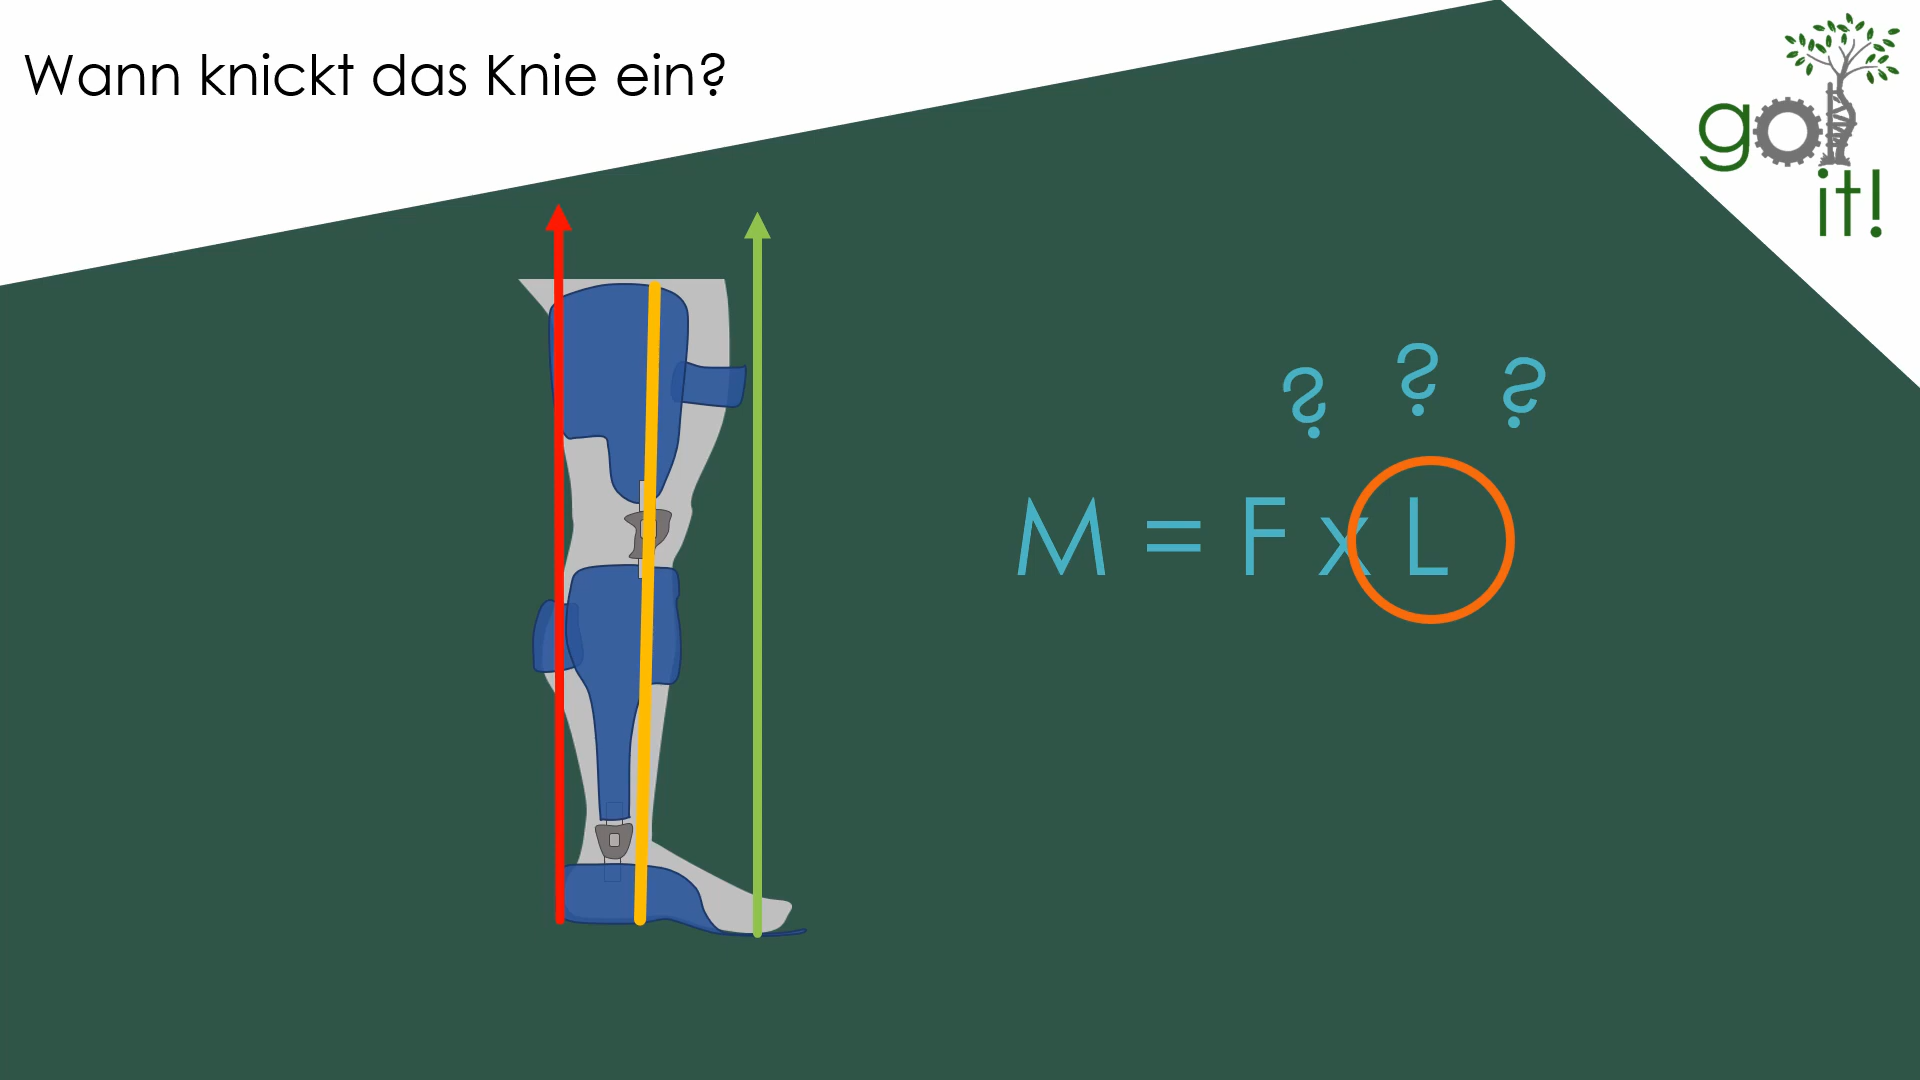 Wann knickt das Knie ein?
go
it!
? ? ?
M = F x L